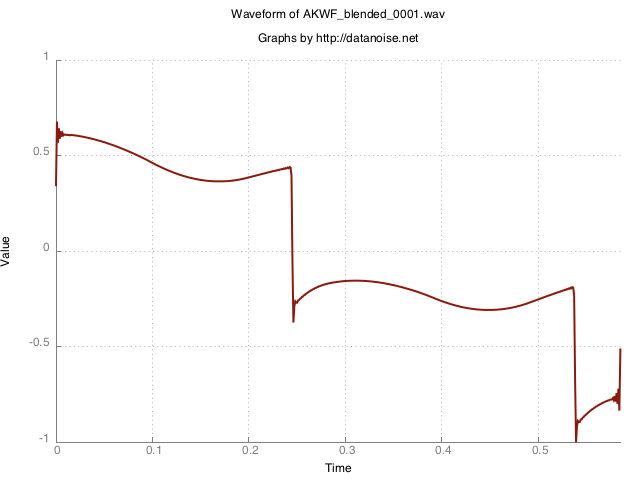 Waveform of AKWF_blended_0001.wav
Graphs by http://datanoise.net
1
0.5
0
-0.5
-1
Value
0
0.1
0.2
0.3
0.4
0.5
Time